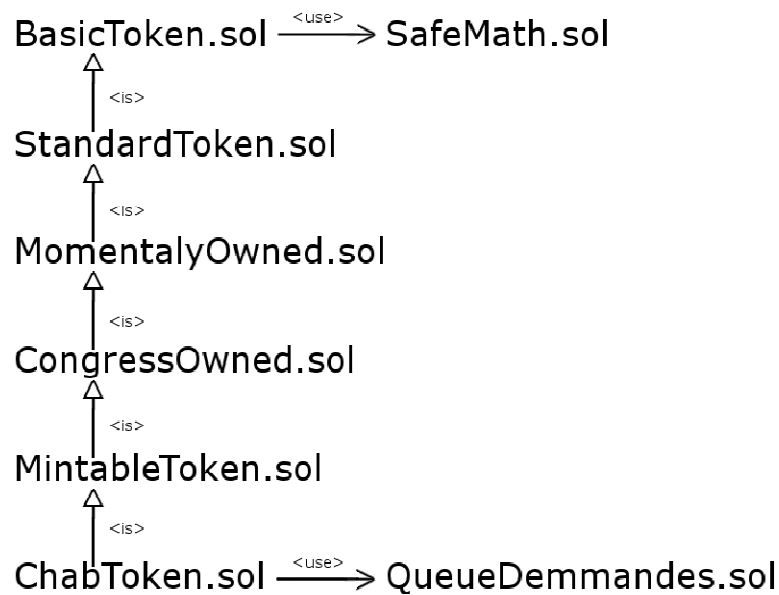 BasicToken.sol <use> SafeMath.sol
<is>
StandardToken.sol
<is>
MomentalyOwned.sol
<is>
CongressOwned.sol
<is>
MintableToken.sol
<is>
ChabToken.sol <use> QueueDemmandes.sol